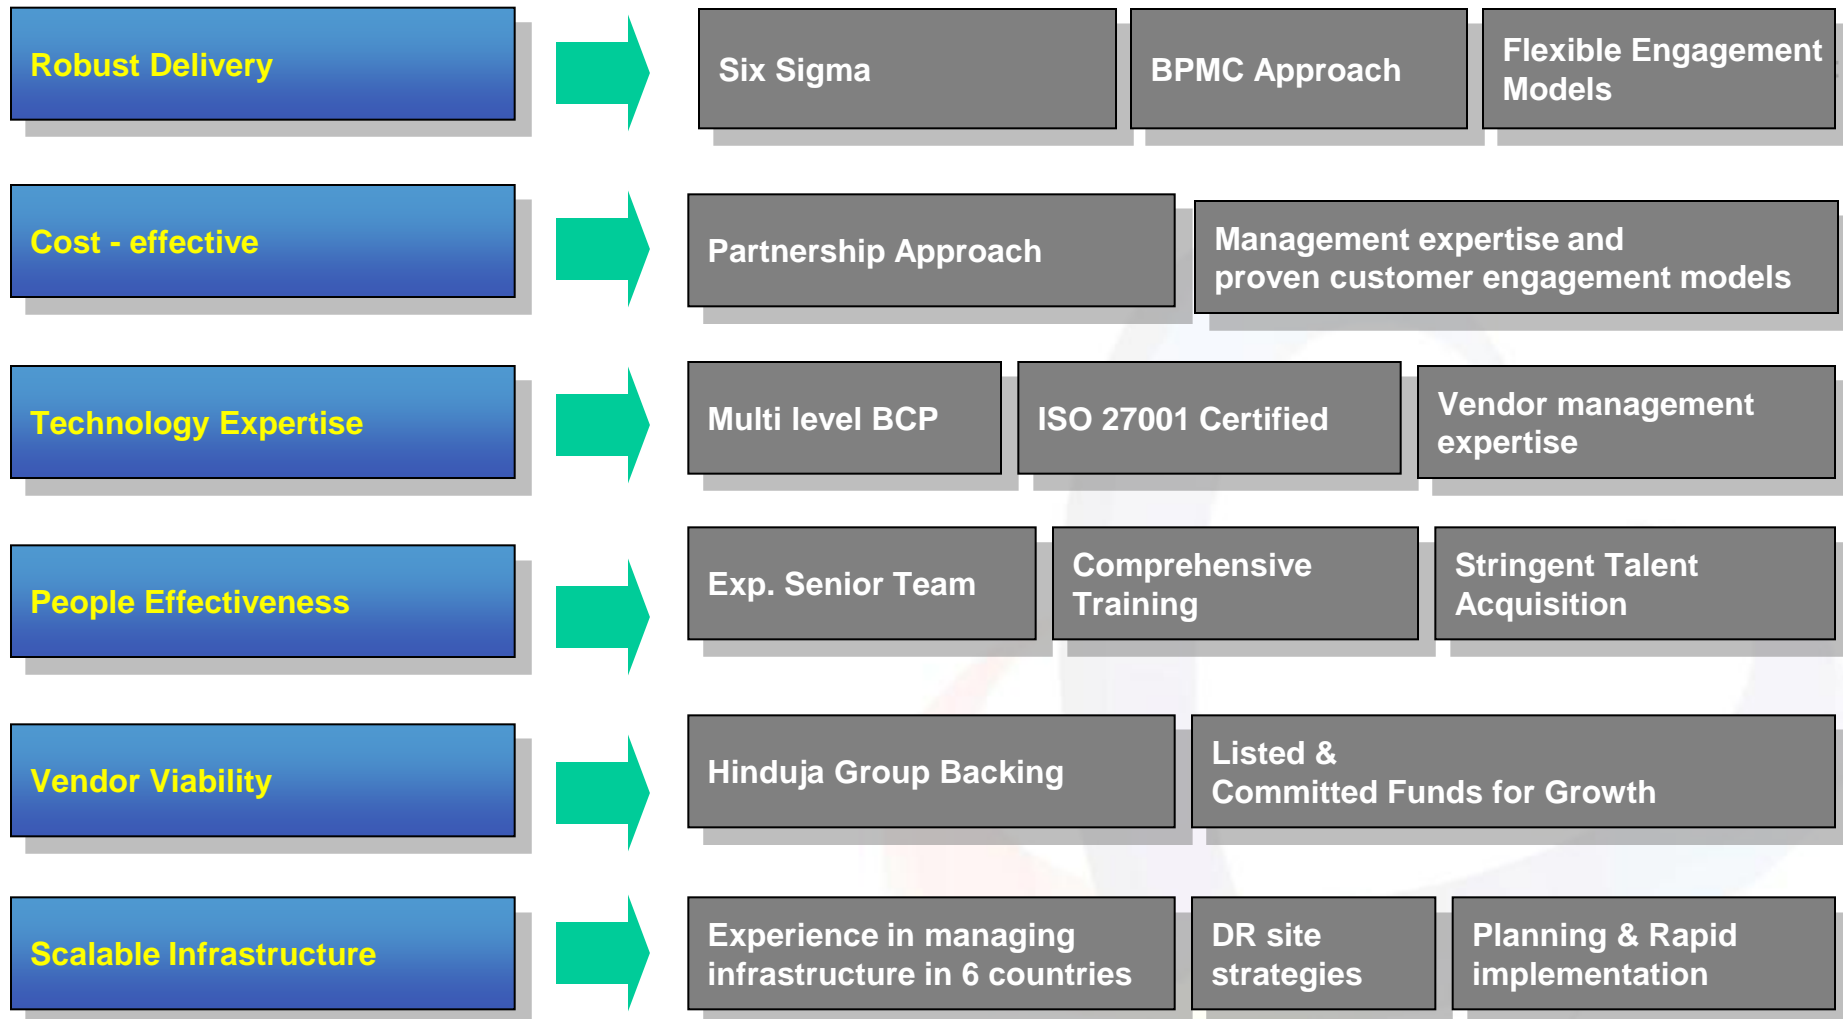 Robust Delivery
Six Sigma
BPMC Approach
Flexible Engagement
Models
Cost - effective
Partnership Approach
Management expertise and
proven customer engagement models
Technology Expertise
Multi level BCP
ISO 27001 Certified
Vendor management
expertise
People Effectiveness
Exp. Senior Team
Comprehensive
Training
Stringent Talent
Acquisition
Vendor Viability
Hinduja Group Backing
Listed &
Committed Funds for Growth
Scalable Infrastructure
Experience in managing
infrastructure in 6 countries
DR site
strategies
Planning & Rapid
implementation